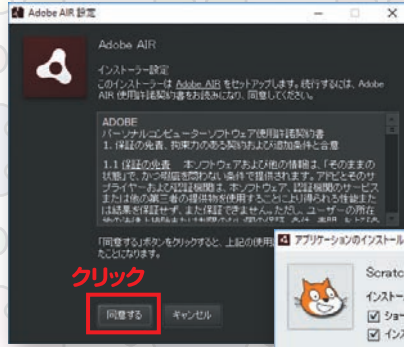 Adobe AIR 設定
Adobe AIR
インストーラー設定
このインストーラーは Adobe AIR をセットアップします。続行するには、Adobe
AIR 使用許諾契約書をお読みになり、同意してください。
ADOBE
パーソナルコンピューターソフトウェア使用許諾契約書
1. 保証の免責、拘束力のある契約および追加条件と合意
1.1 保証の免責 本ソフトウェアおよび他の情報は、「そのままの
状態」で、かつ瑕疵を問わない条件で提供されます。アドビとそのサ
プライヤーおよび認証機関は、本ソフトウェア、認証機関のサービス
または他の第三者の提供物を使用することにより得られる性能また
は結果を保証せず、また保証できません。ただし、ユーザーの所在
「同意する」ボタンをクリックすると、上記の使用
たことになります。
クリック
同意する
キャンセル
アプリケーションのインストール
Scratc
インストー
ショー
インス